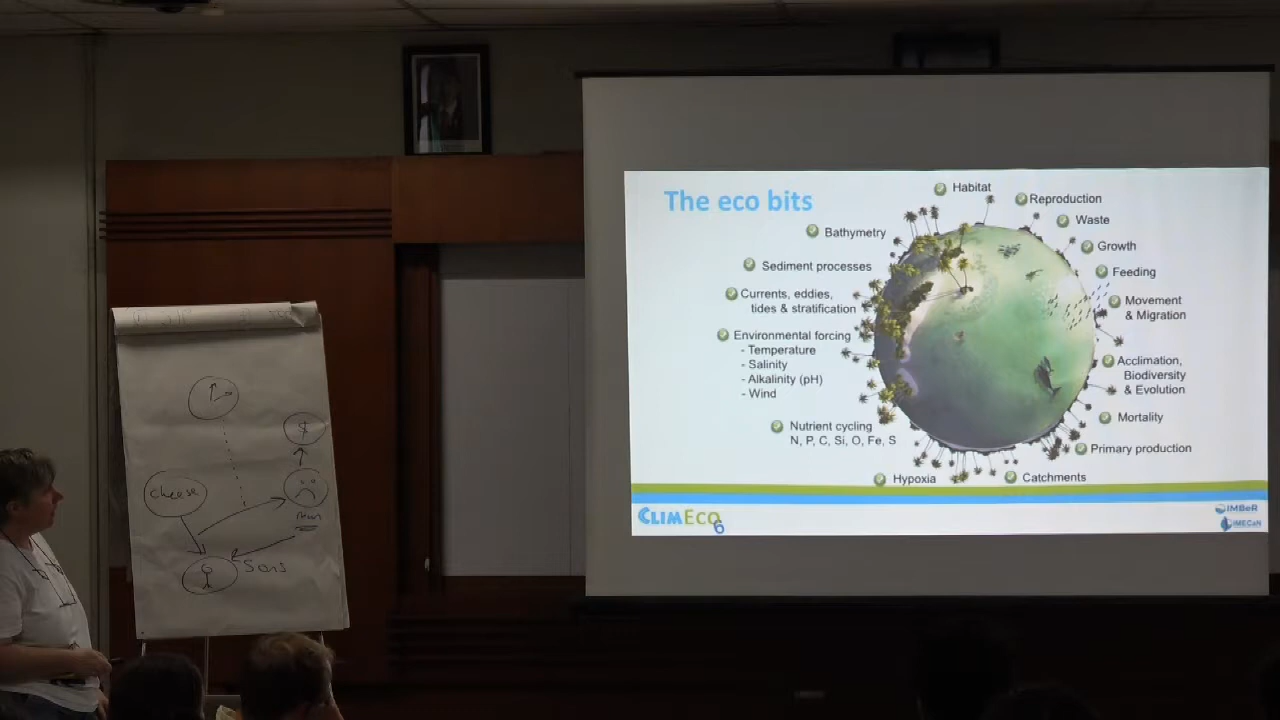 The eco bits
Habitat
Reproduction
Waste
Growth
Feeding
Movement
& Migration
Acclimation,
Biodiversity
& Evolution
Mortality
Primary production
Catchments
Hypoxia
Nutrient cycling
N, P, C, Si, O, Fe, S
Environmental forcing
- Temperature
- Salinity
- Alkalinity (pH)
- Wind
Currents, eddies,
tides & stratification
Sediment processes
Bathymetry
CLIMECO
6
IMBeR
IMECaN
$
cheese
Sons